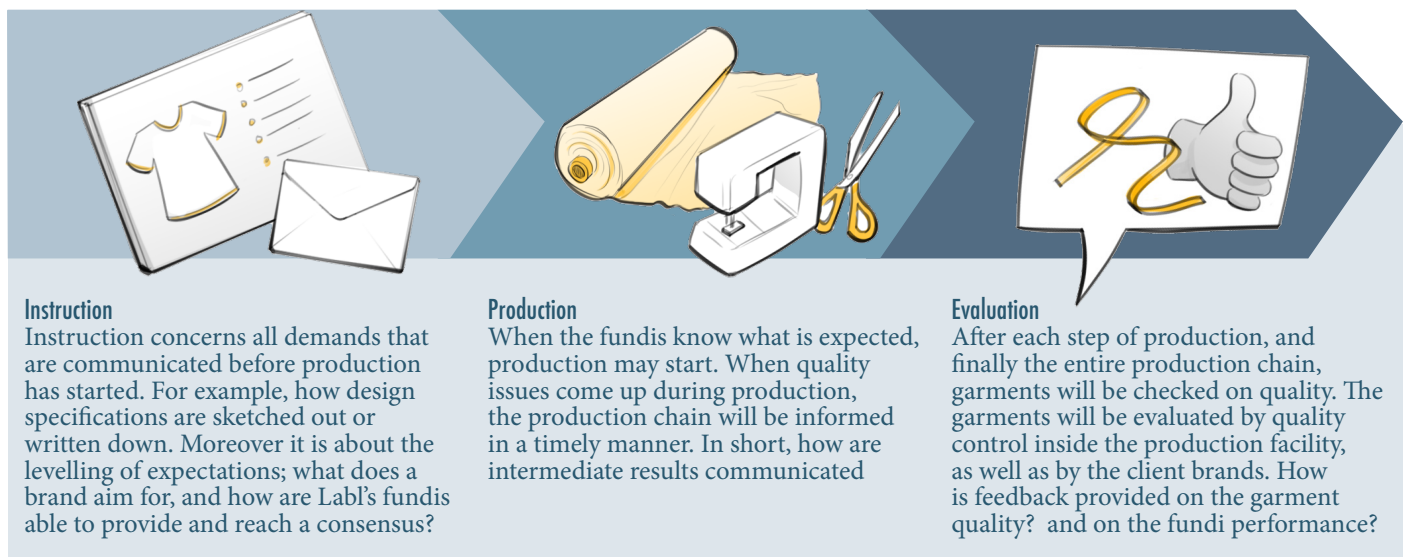 Instruction
Instruction concerns all demands that
are communicated before production
has started. For example, how design
specifications are sketched out or
written down. Moreover it is about the
levelling of expectations; what does a
brand aim for, and how are Labl's fundis
able to provide and reach a consensus?
Production
When the fundis know what is expected,
production may start. When quality
issues come up during production,
the production chain will be informed
in a timely manner. In short, how are
intermediate results communicated
Evaluation
After each step of production, and
finally the entire production chain,
garments will be checked on quality. The
garments will be evaluated by quality
control inside the production facility,
as well as by the client brands. How
is feedback provided on the garment
quality?  and on the fundi performance?